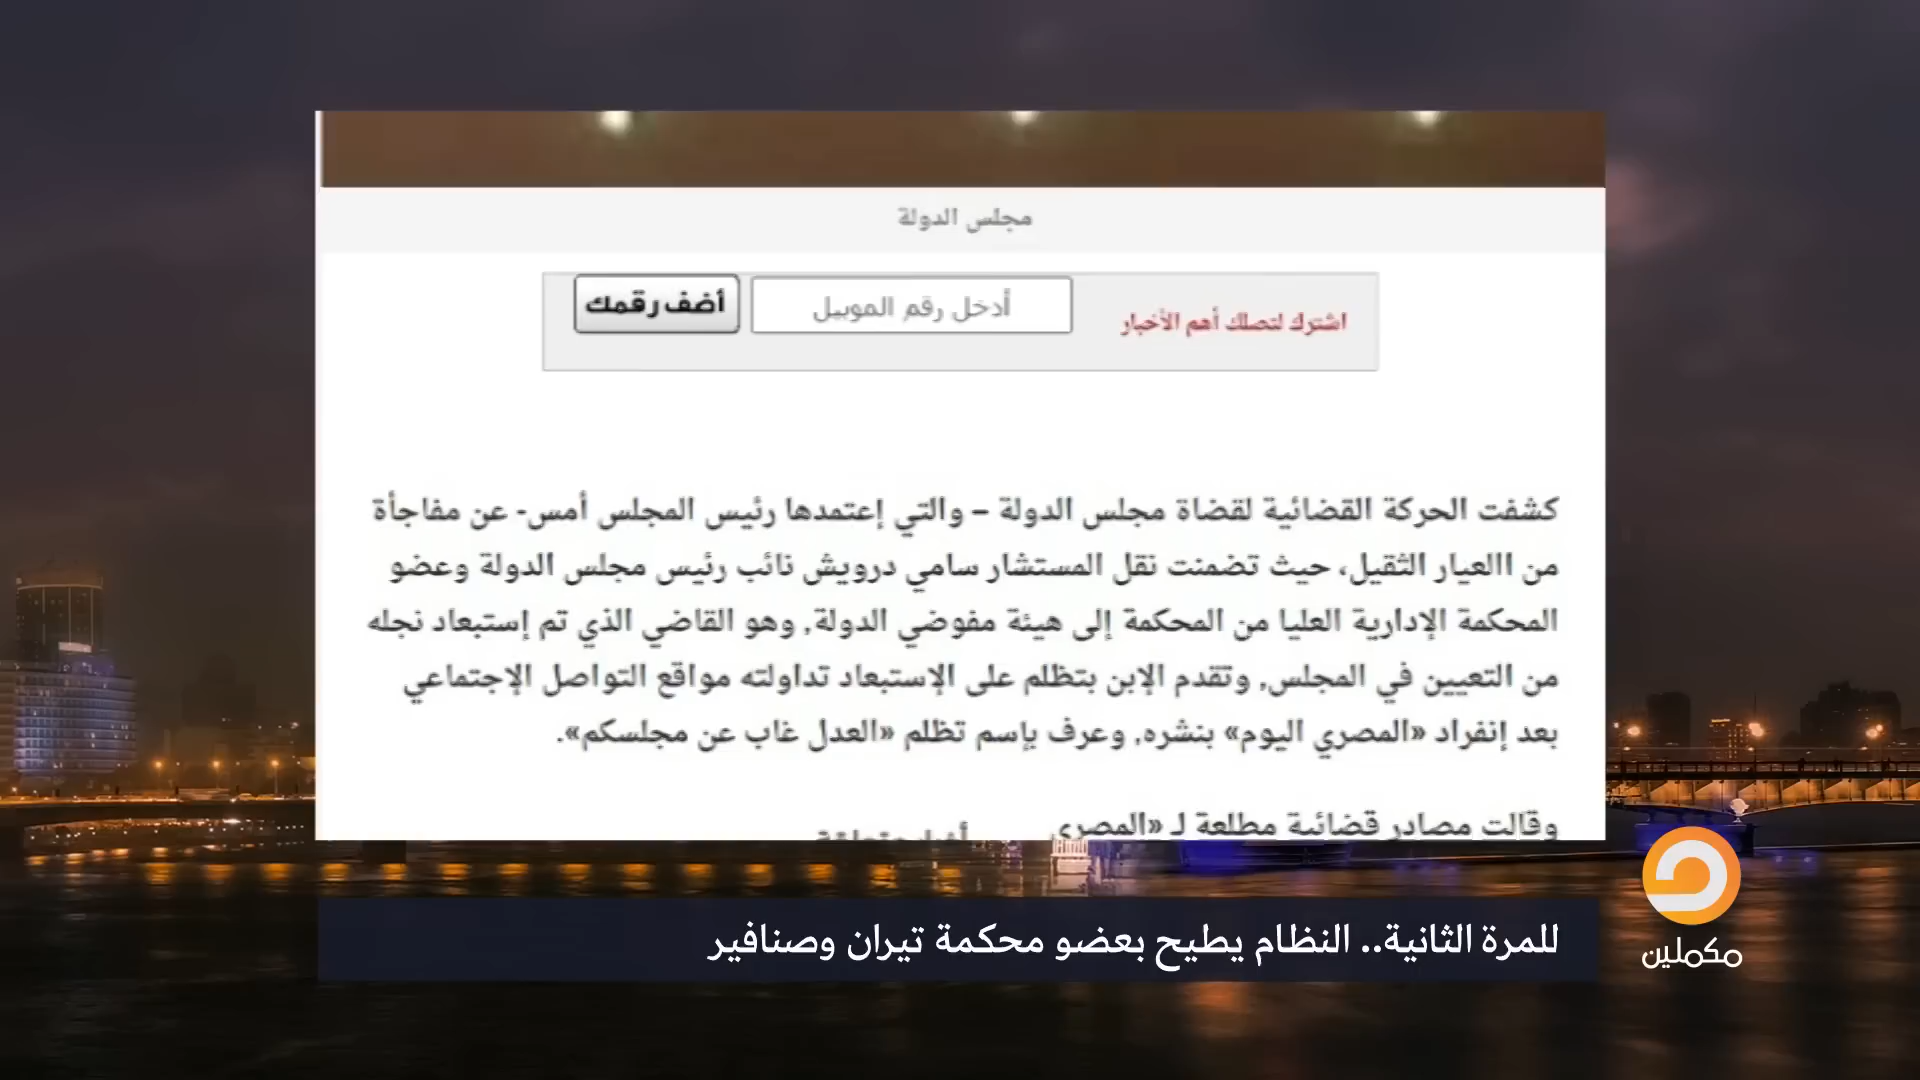 مجلس الدولة
اشترك لتصلك أهم الأخبار
أدخل رقم الموبيل
أضف رقمك
كشفت الحركة القضائية لقضاة مجلس الدولة – والتي إعتمدها رئيس المجلس أمس- عن مفاجأة
من االعيار الثقيل، حيث تضمنت نقل المستشار سامي درويش نائب رئيس مجلس الدولة وعضو
المحكمة الإدارية العليا من المحكمة إلى هيئة مفوضي الدولة, وهو القاضي الذي تم إستبعاد نجله
من التعيين في المجلس, وتقدم الإبن بتظلم على الإستبعاد تداولته مواقع التواصل الإجتماعي
بعد إنفراد «المصري اليوم» بنشره, وعرف بإسم تظلم «العدل غاب عن مجلسكم».
وقالت مصادر قضائية مطلعة لـ «المصري
للمرة الثانية.. النظام يطيح بعضو محكمة تيران وصنافير
مكملين